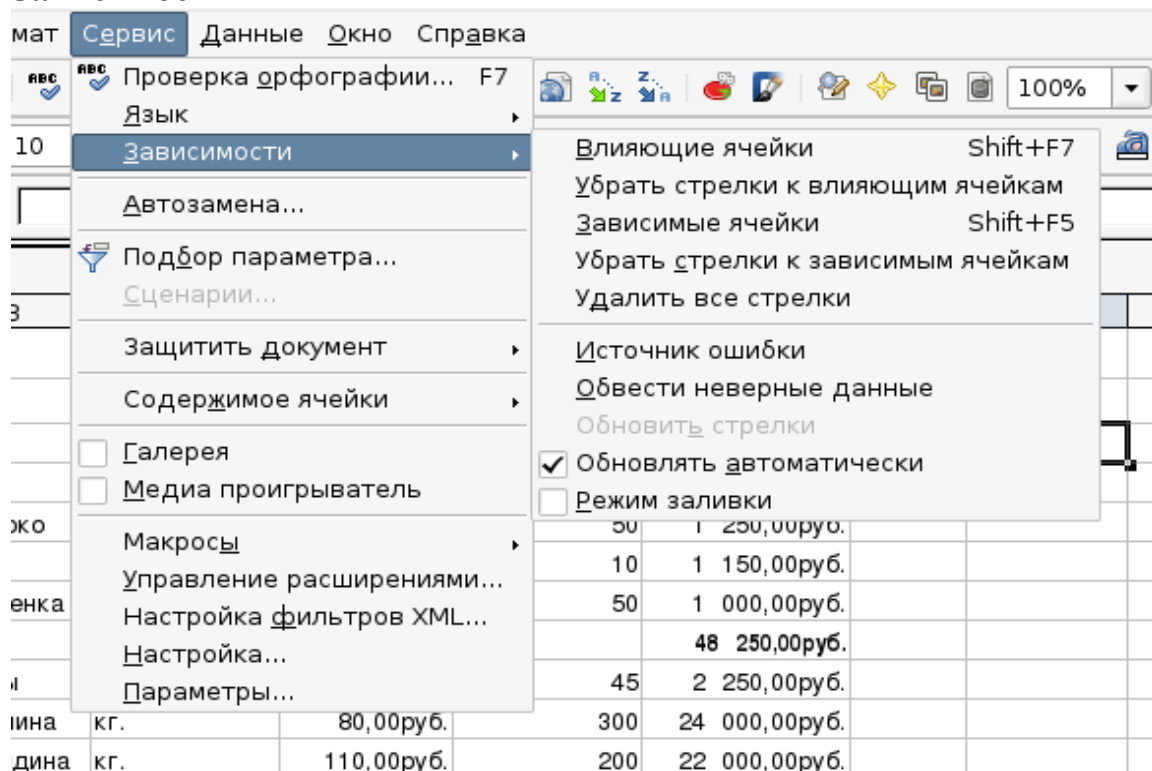 мат Сервис Данные Окно Справка
Проверка орфографии... F7
100%
Язык
10
Зависимости
Влияющие ячейки Shift+F7
Убрать стрелки к влияющим ячейкам
Автозамена...
Зависимые ячейки Shift+F5
Подбор параметра...
Убрать стрелки к зависимым ячейкам
Сценарии...
Удалить все стрелки
Защитить документ
Источник ошибки
Содержимое ячейки
Обвести неверные данные
Обновить стрелки
Галерея
Обновлять автоматически
Медиа проигрыватель
Режим заливки
50 1 250,00руб.
Макросы
10 1 150,00руб.
Управление расширениями...
енка 50 1 000,00руб.
Настройка фильтров XML...
48 250,00руб.
Настройка...
45 2 250,00руб.
Параметры...
ина кг. 80,00руб. 300 24 000,00руб.
дина кг. 110,00руб. 200 22 000,00руб.